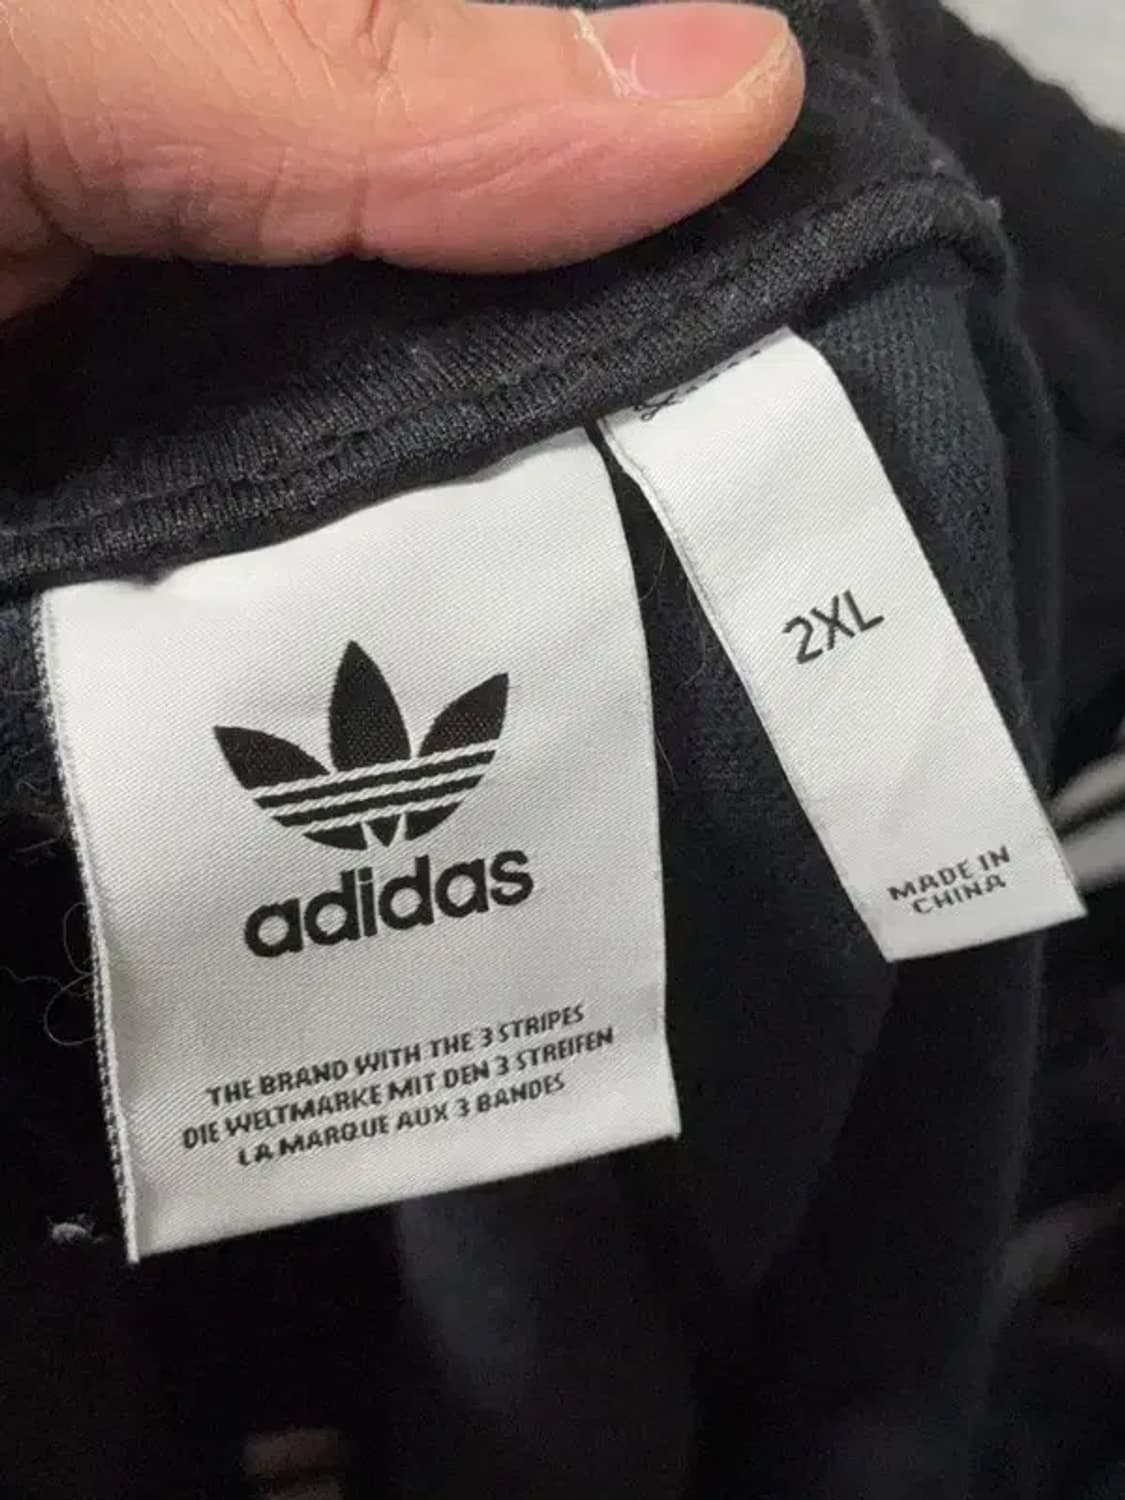 adidas
THE BRAND WITH THE 3 STRIPES
DIE WELTMARKE MIT DEN 3 STREIFEN
LA MARQUE AUX 3 BANDES
2XL
MADE IN
CHINA